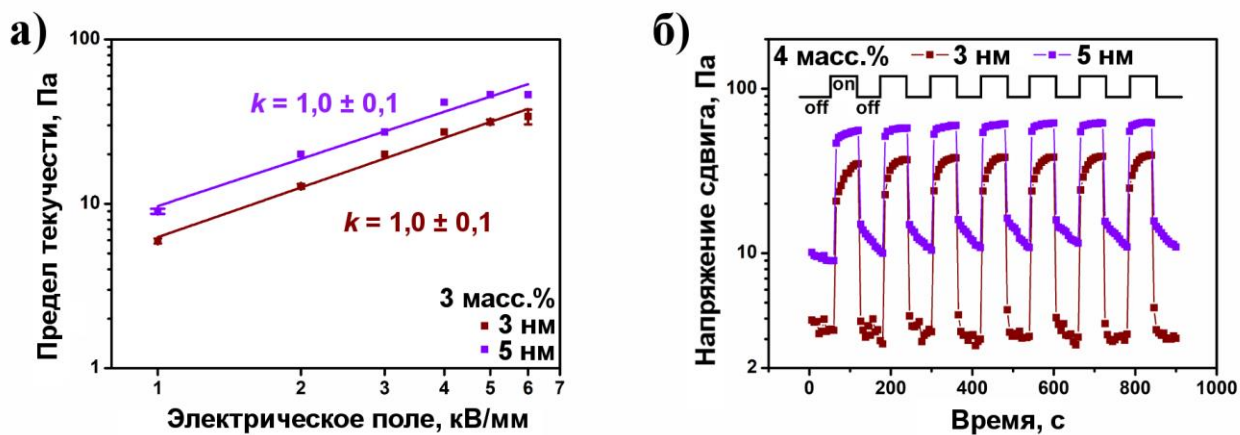 а)
Предел текучести, Па
100
10
1
k = 1,0 ± 0,1
k = 1,0 ± 0,1
3 масс.%
3 нм
5 нм
1 2 3 4 5 6 7
Электрическое поле, кВ/мм
б)
Напряжение сдвига, Па
100
10
2
4 масс.% 3 нм 5 нм
on
off off
0 200 400 600 800 1000
Время, с